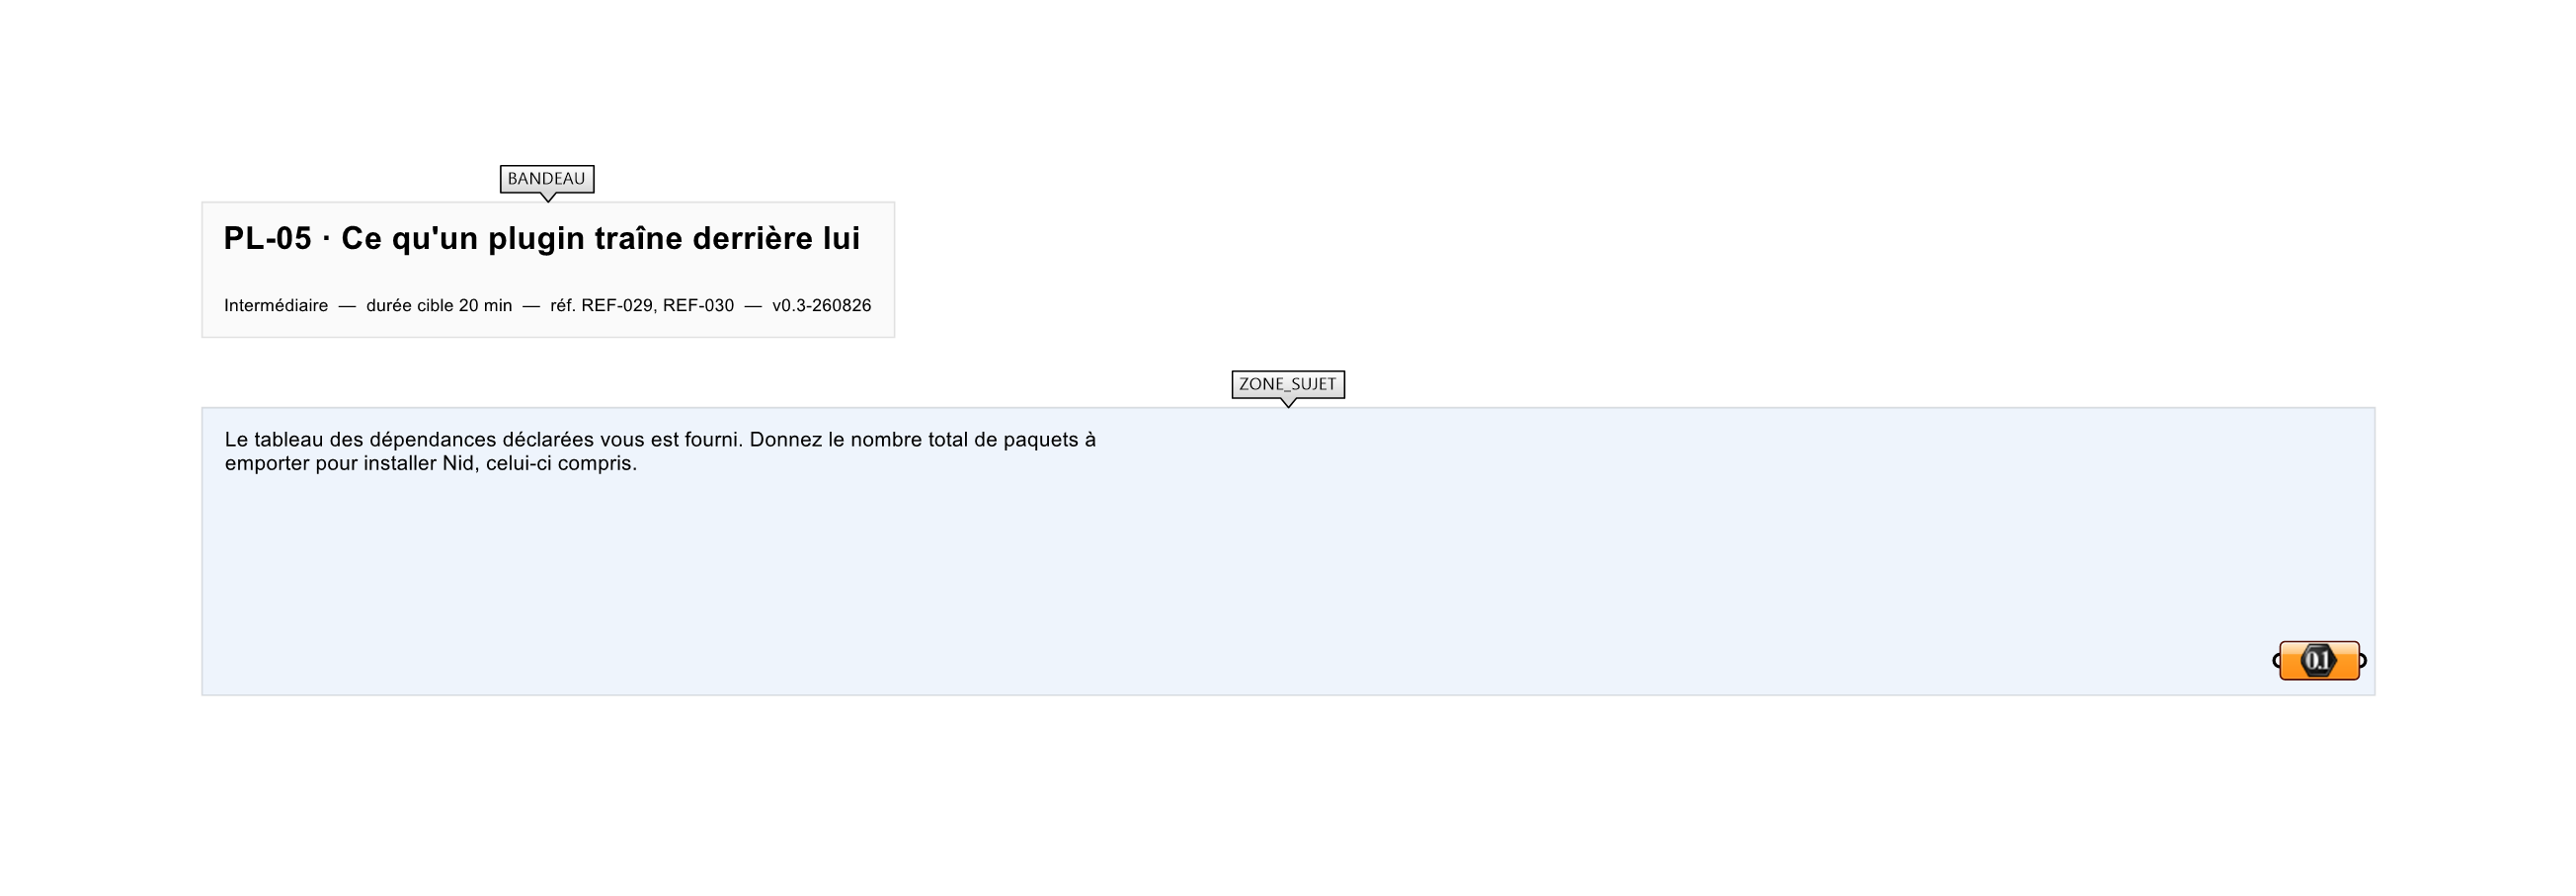 BANDEAU
PL-05 · Ce qu'un plugin traîne derrière lui
Intermédiaire — durée cible 20 min — réf. REF-029, REF-030 — v0.3-260826
ZONE_SUJET
Le tableau des dépendances déclarées vous est fourni. Donnez le nombre total de paquets à
emporter pour installer Nid, celui-ci compris.
0.1